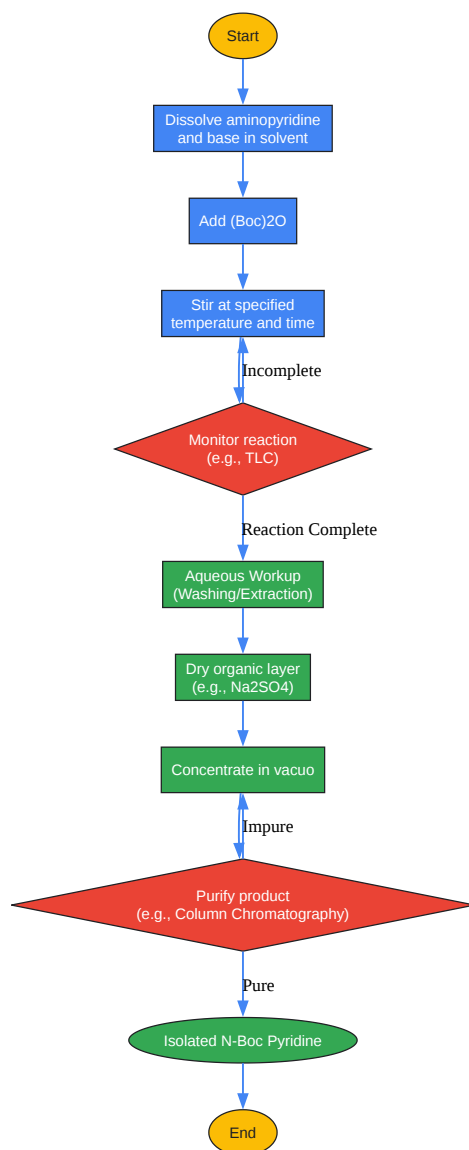 Start
Dissolve aminopyridine
and base in solvent
Add (Boc)2O
Stir at specified
temperature and time
Incomplete
Monitor reaction
(e.g., TLC)
Reaction Complete
Aqueous Workup
(Washing/Extraction)
Dry organic layer
(e.g., Na2SO4)
Concentrate in vacuo
Impure
Purify product
(e.g., Column Chromatography)
Pure
Isolated N-Boc Pyridine
End